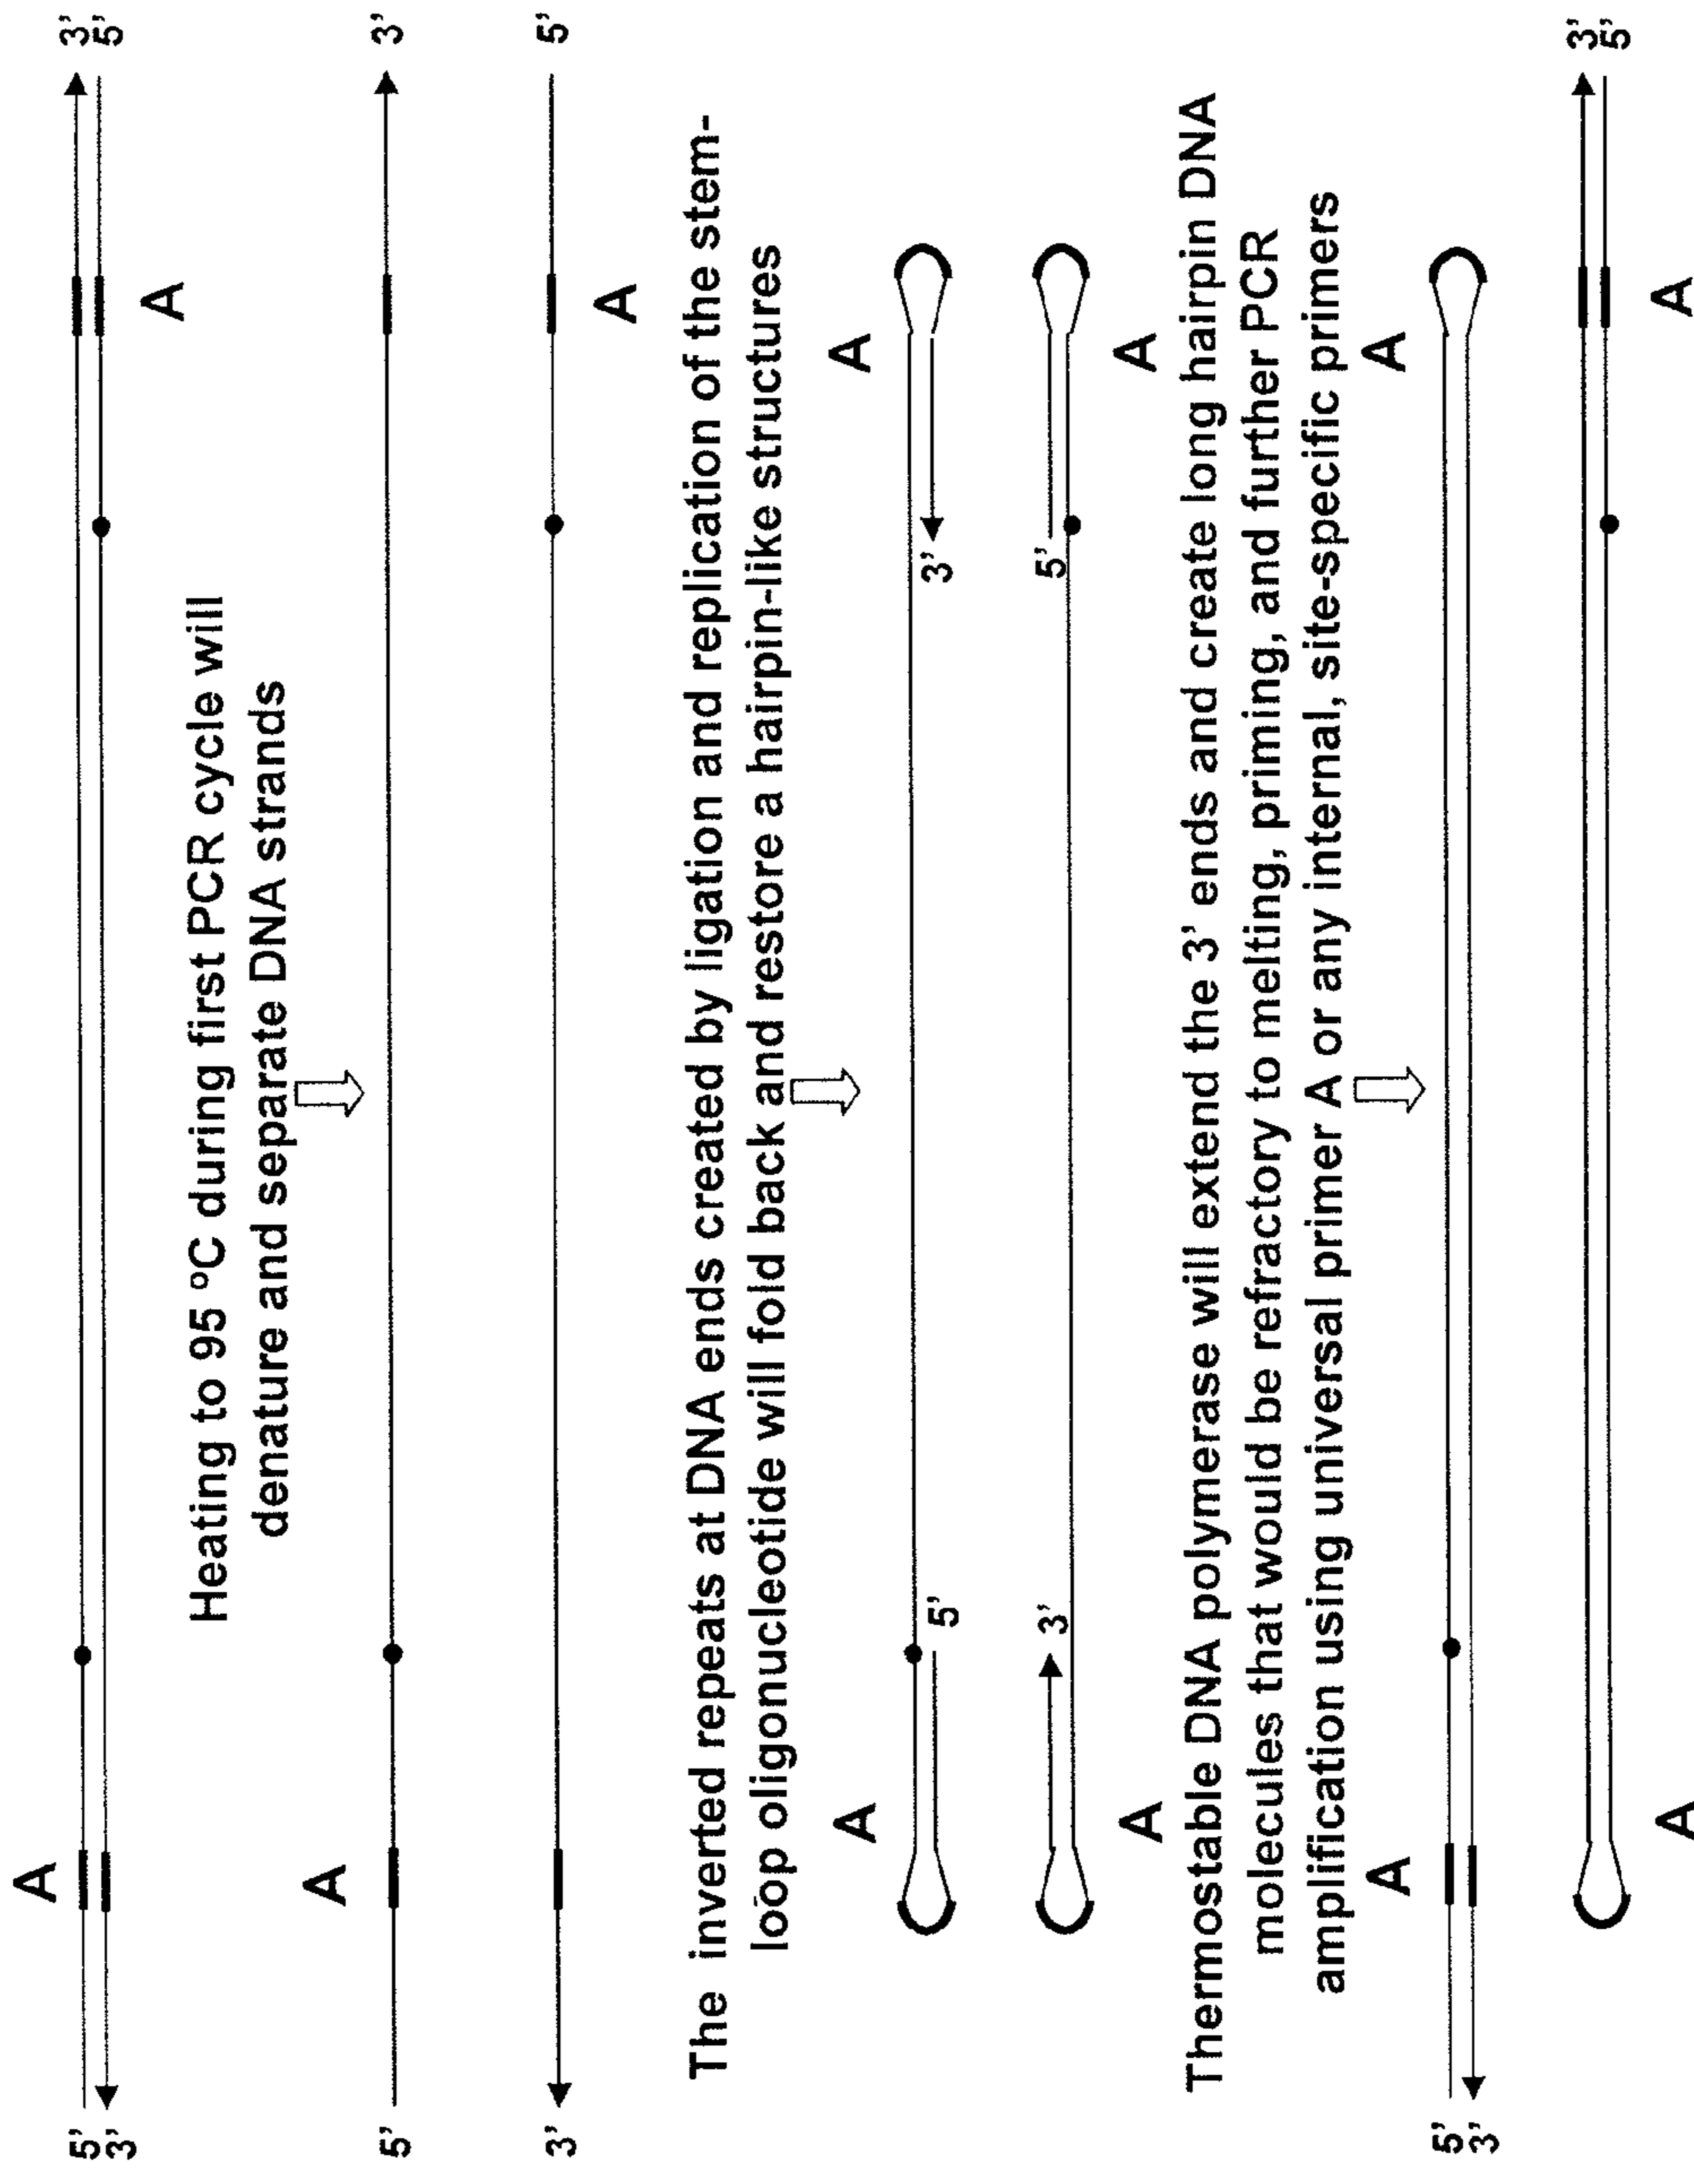 A
5' 3'
3' 5'
A
Heating to 95 ºC during first PCR cycle will
denature and separate DNA strands
A
5' 3'
3' 5'
A
The inverted repeats at DNA ends created by ligation and replication of the stem-
loop oligonucleotide will fold back and restore a hairpin-like structures
A A
5' 3'
3' 5'
A A
Thermostable DNA polymerase will extend the 3' ends and create long hairpin DNA
molecules that would be refractory to melting, priming, and further PCR
amplification using universal primer A or any internal, site-specific primers
A A
5'
3'
3'
5'
A A